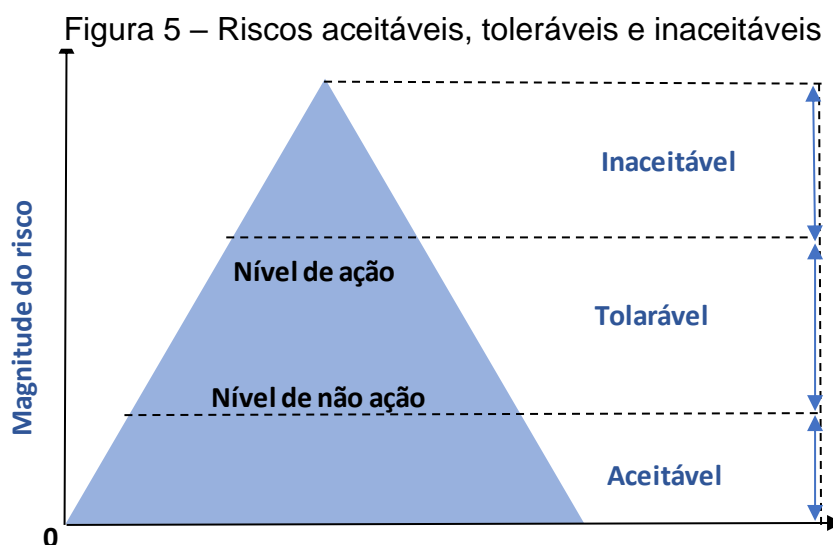 Figura 5 – Riscos aceitáveis, toleráveis e inaceitáveis
Magnitude do risco
Inaceitável
Nível de ação
Tolarável
Nível de não ação
Aceitável
0